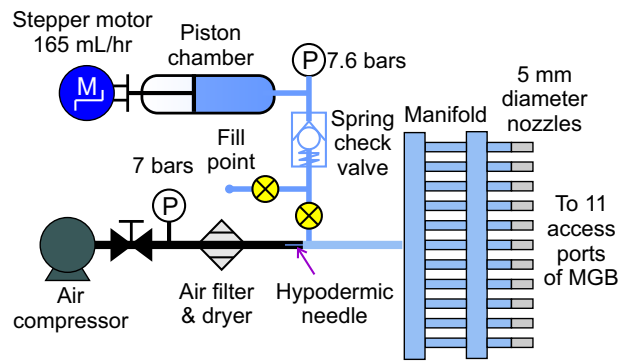 Stepper motor
165 mL/hr
M
Piston
chamber
P
7.6 bars
Spring
check
valve
Fill
point
7 bars
P
Air
compressor
Air filter
& dryer
Hypodermic
needle
Manifold
5 mm
diameter
nozzles
To 11
access
ports
of MGB